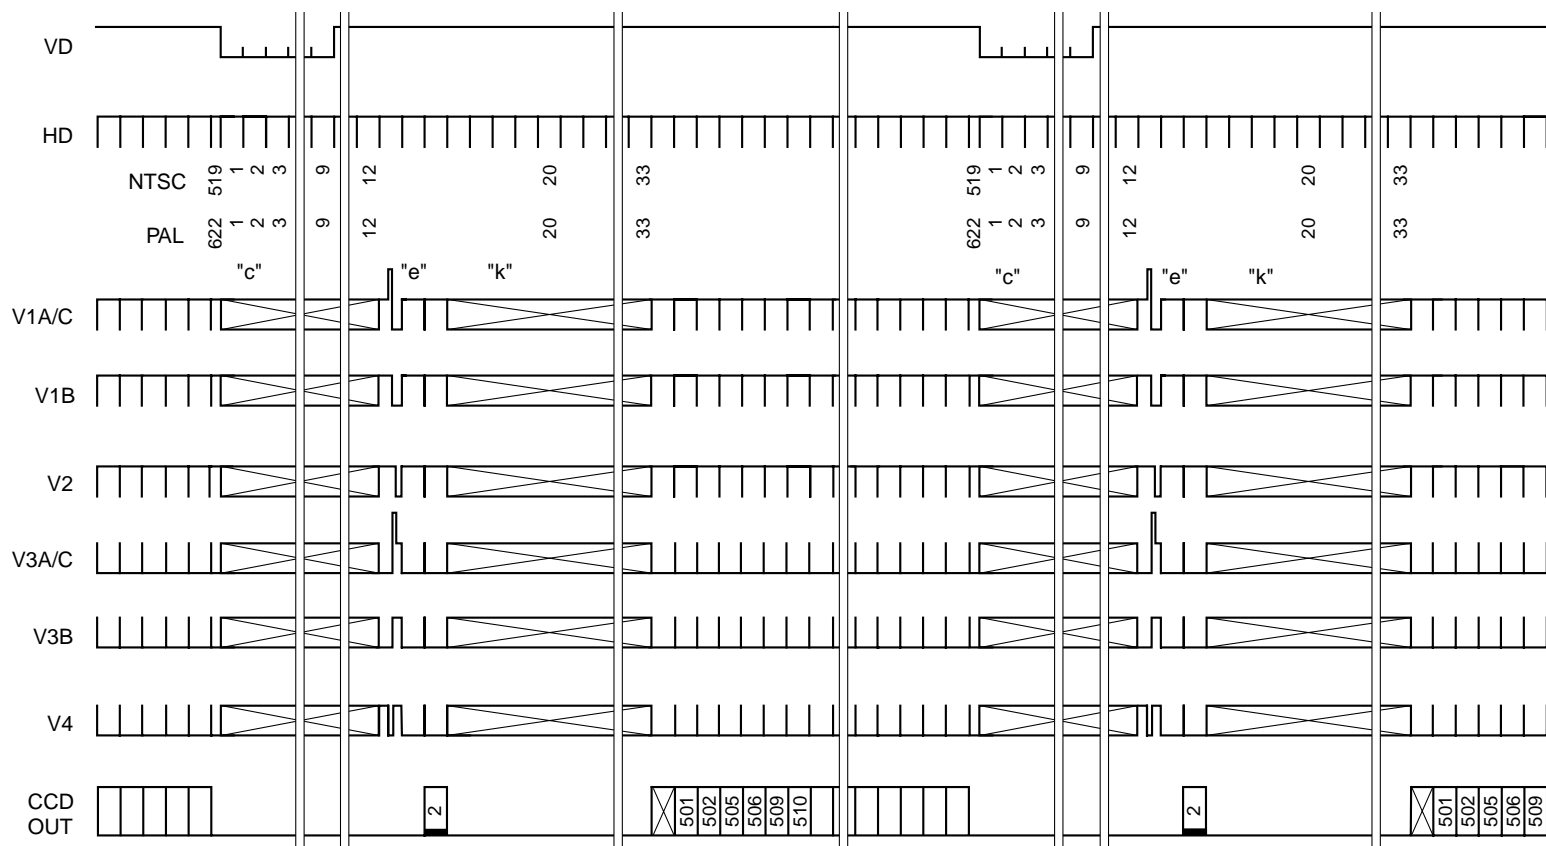 VD
HD
NTSC 519 1 2 3 9 12 20 33 519 1 2 3 9 12 20 33
PAL 622 1 2 3 9 12 20 33 622 1 2 3 9 12 20 33
"c" "e" "k" "c" "e" "k"
V1A/C
V1B
V2
V3A/C
V3B
V4
CCD OUT 2 501 502 505 506 509 510 2 501 502 505 506 509